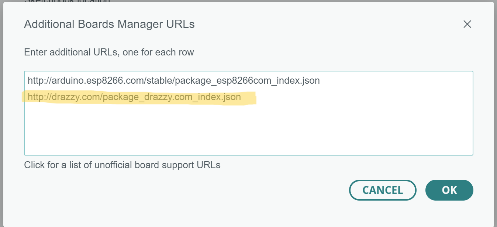 Additional Boards Manager URLs
Enter additional URLs, one for each row
http://arduino.esp8266.com/stable/package_esp8266com_index.json
http://drazzy.com/package_drazzy.com_index.json
Click for a list of unofficial board support URLs
CANCEL
OK